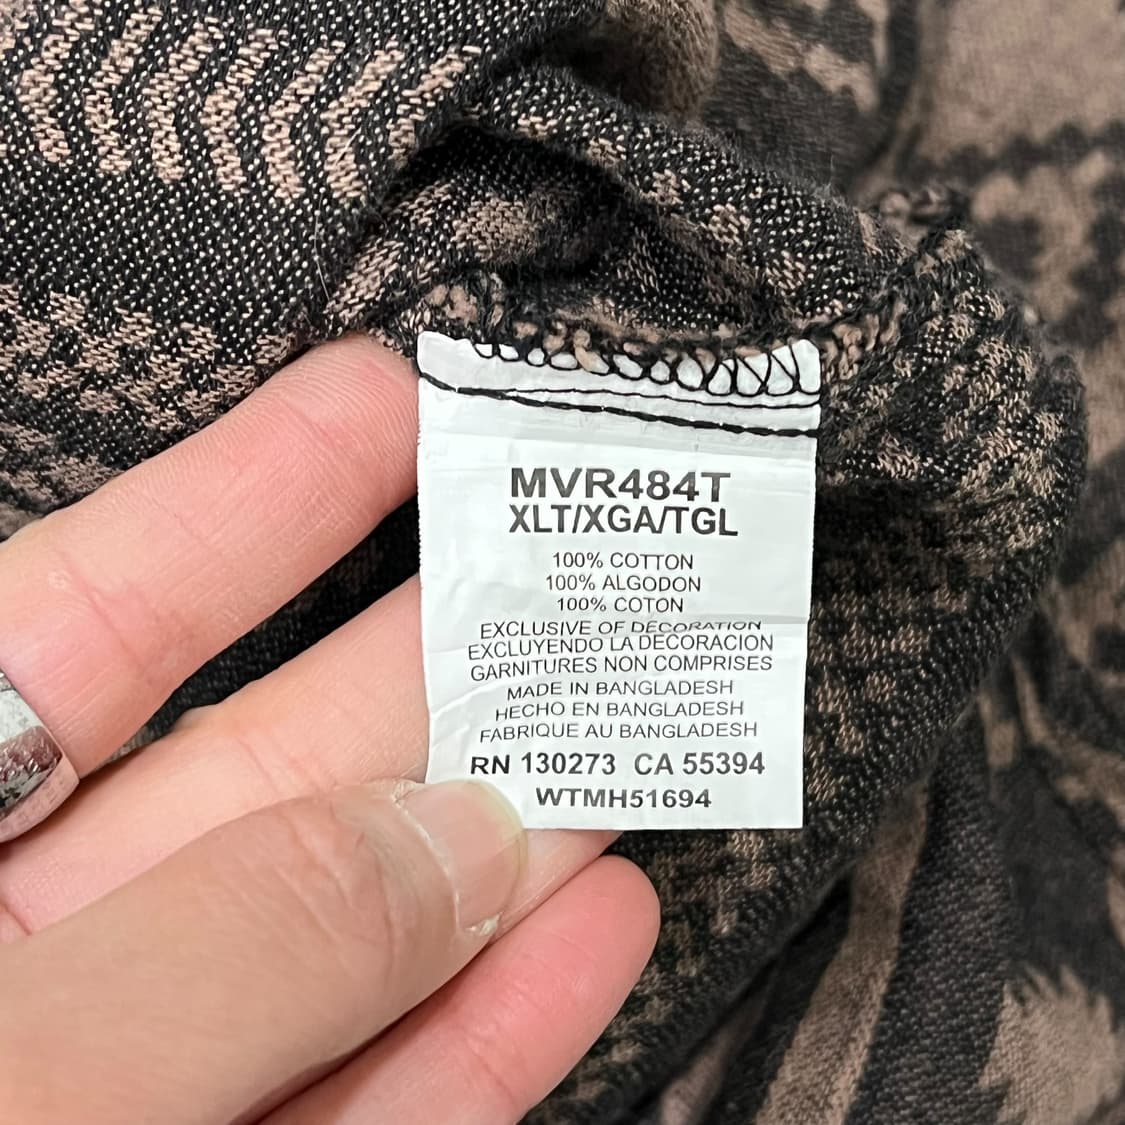 MVR484T
XLT/XGA/TGL
100% COTTON
100% ALGODON
100% COTON
EXCLUSIVE OF DECORATION
EXCLUYENDO LA DECORACION
GARNITURES NON COMPRISES
MADE IN BANGLADESH
HECHO EN BANGLADESH
FABRIQUE AU BANGLADESH
RN 130273 CA 55394
WTMH51694